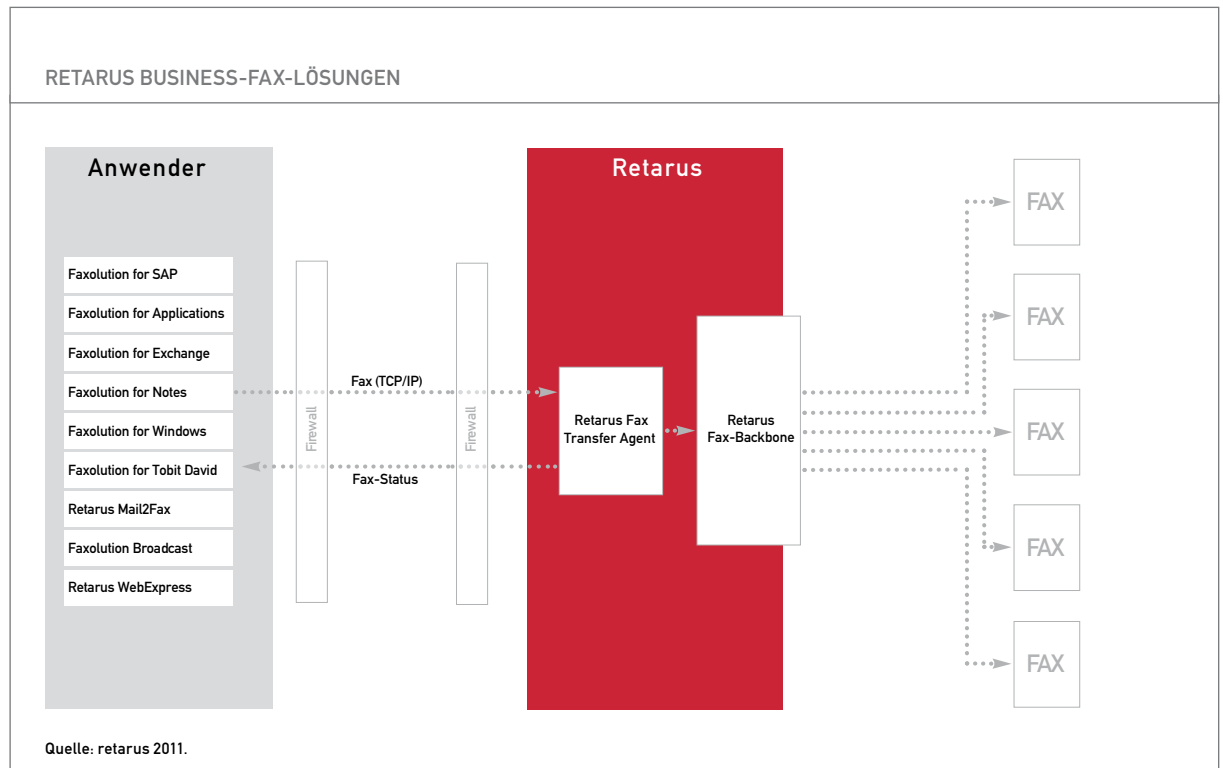 RETARUS BUSINESS-FAX-LÖSUNGEN
Anwender
Faxolution for SAP
Faxolution for Applications
Faxolution for Exchange
Faxolution for Notes
Faxolution for Windows
Faxolution for Tobit David
Retarus Mail2Fax
Faxolution Broadcast
Retarus WebExpress
Firewall
Fax (TCP/IP)
Fax-Status
Firewall
Retarus
Retarus Fax
Transfer Agent
Retarus
Fax-Backbone
FAX
FAX
FAX
FAX
FAX
Quelle: retarus 2011.